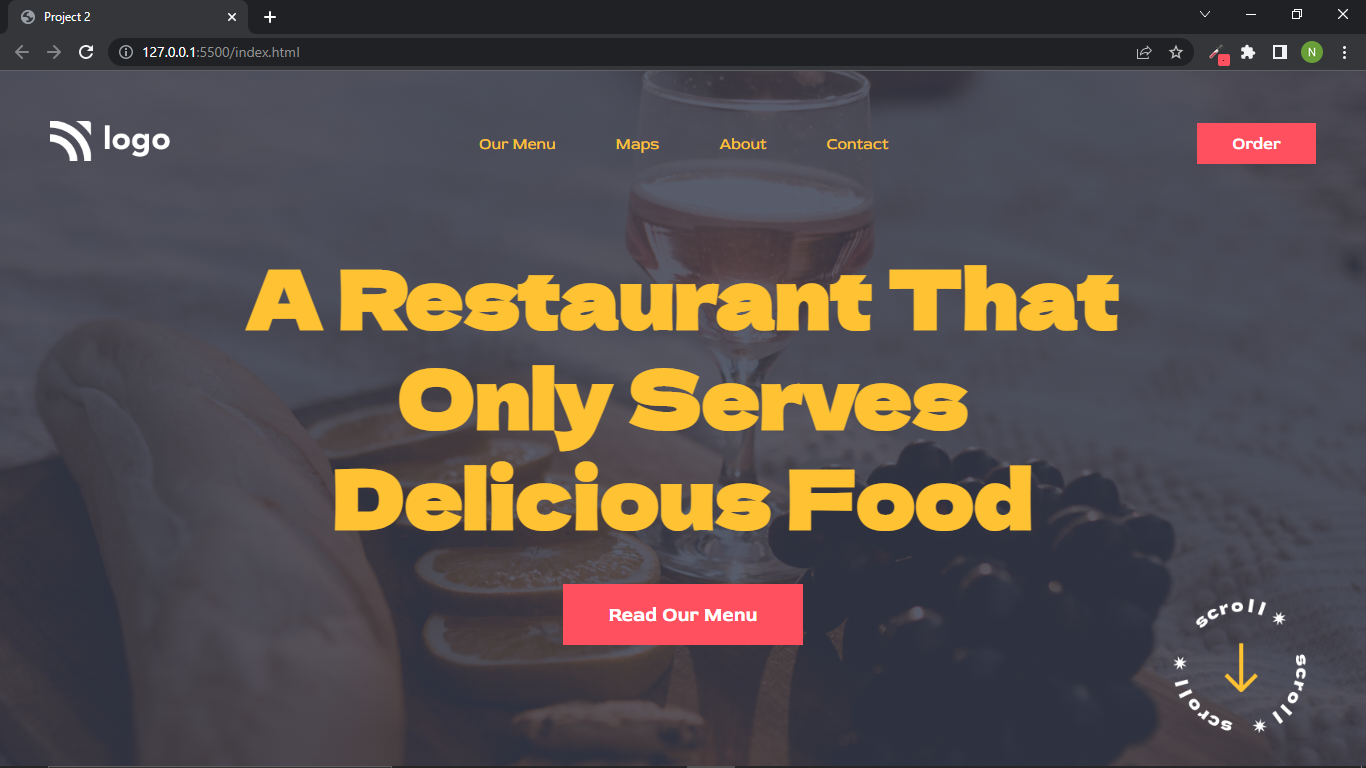 Project 2
127.0.0.1:5500/index.html
N
logo
Our Menu
Maps
About
Contact
Order
A Restaurant That
Only Serves
Delicious Food
Read Our Menu
scroll ✷ scroll ✷ scroll ✷